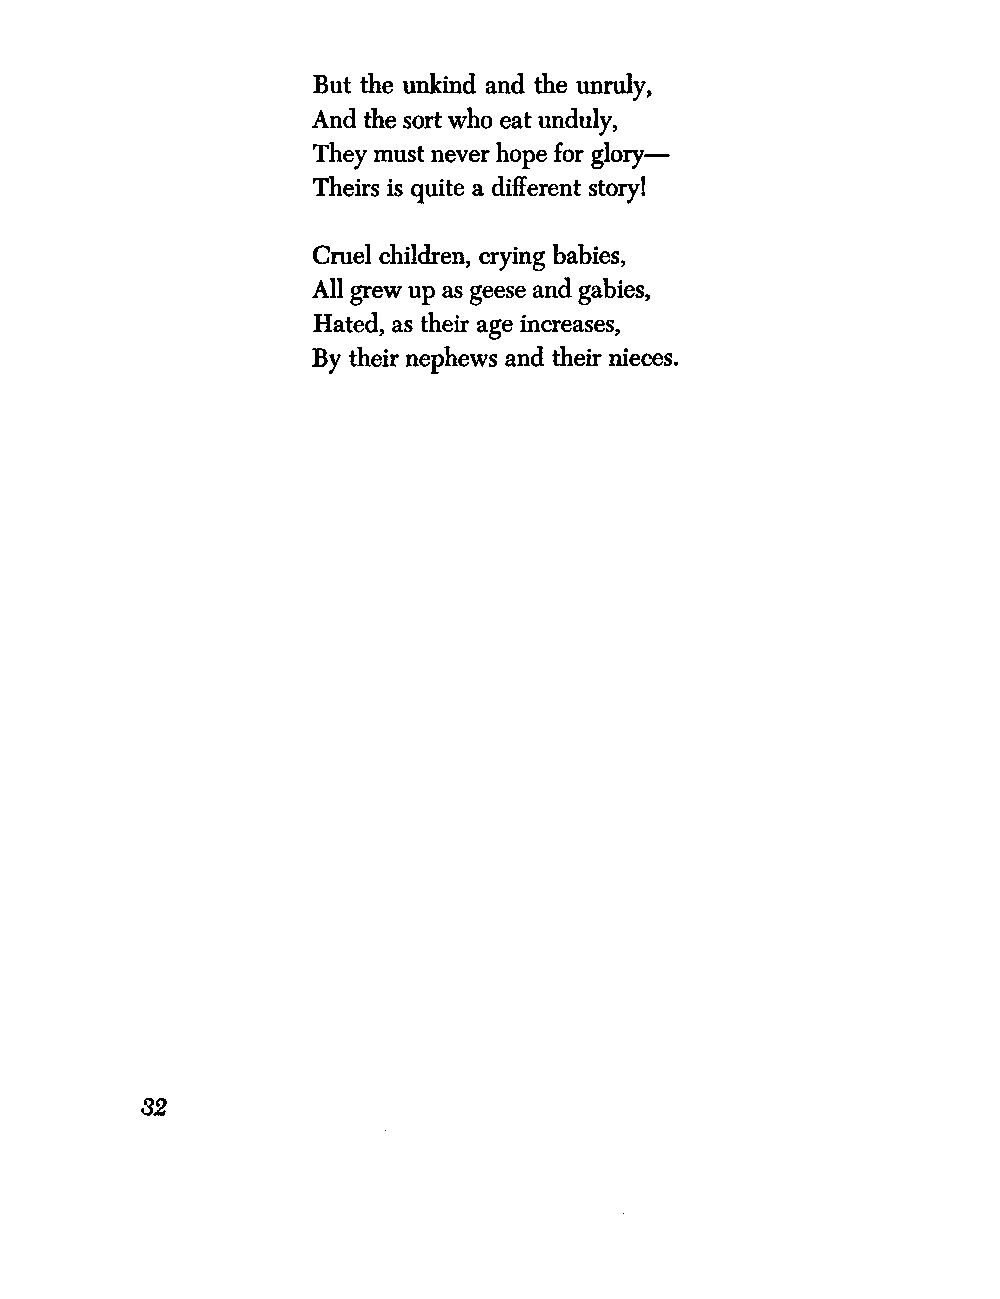 But the unkind and the unruly,
And the sort who eat unduly,
They must never hope for glory—
Theirs is quite a different story!

Cruel children, crying babies,
All grew up as geese and gabies,
Hated, as their age increases,
By their nephews and their nieces.

32